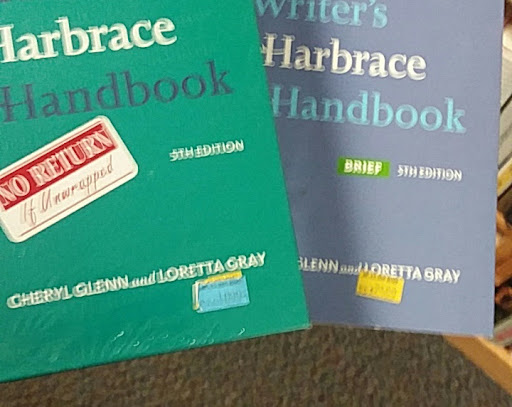 Harbrace
Handbook
NO RETURN
If Unwrapped
5TH EDITION
CHERYL GLENN and LORETTA GRAY
Writer's
Harbrace
Handbook
BRIEF 5TH EDITION
GLENN and LORETTA GRAY